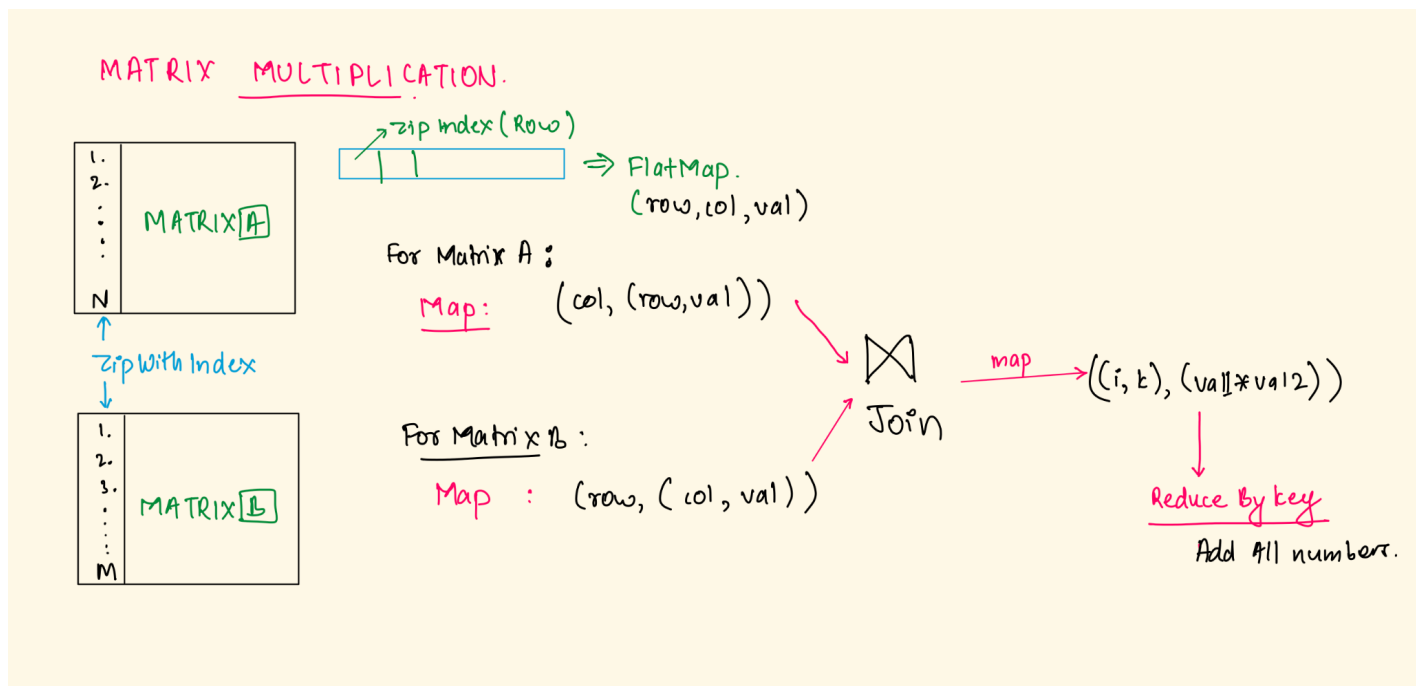 MATRIX MULTIPLICATION.
zip index (Row)
1.
2.
.
.
.
.
N
MATRIX A
⇒ FlatMap.
(row, col, val)
For Matrix A :
Map: (col, (row, val))
ZipWith Index
map
((i, k), (val1*val2))
Join
1.
2.
3.
.
.
.
.
M
MATRIX B
For Matrix B :
Map : (row, (col, val))
Reduce By key
Add All numbers.